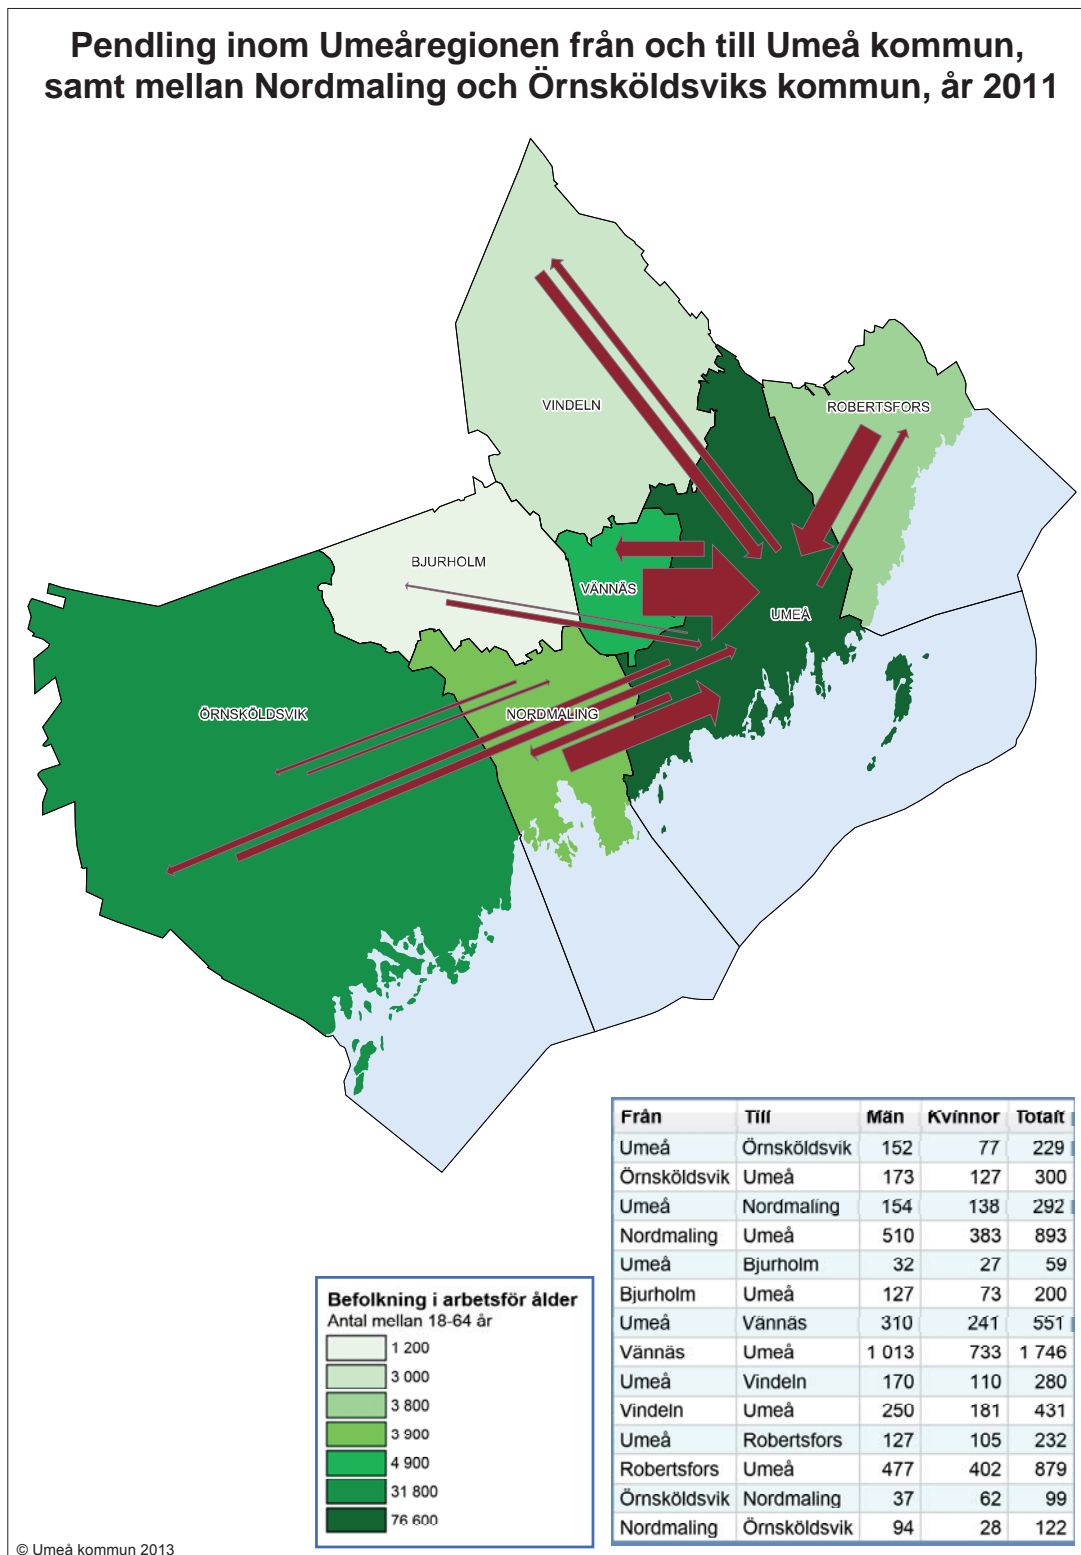 Pendling inom Umeåregionen från och till Umeå kommun,
samt mellan Nordmaling och Örnsköldsviks kommun, år 2011
VINDELN
ROBERTSFORS
BJURHOLM
VÄNNÄS
UMEÅ
ÖRNSKÖLDSVIK
NORDMALING
Från Till Män Kvinnor Totalt
Umeå Örnsköldsvik 152 77 229
Örnsköldsvik Umeå 173 127 300
Umeå Nordmaling 154 138 292
Nordmaling Umeå 510 383 893
Umeå Bjurholm 32 27 59
Bjurholm Umeå 127 73 200
Umeå Vännäs 310 241 551
Vännäs Umeå 1 013 733 1 746
Umeå Vindeln 170 110 280
Vindeln Umeå 250 181 431
Umeå Robertsfors 127 105 232
Robertsfors Umeå 477 402 879
Örnsköldsvik Nordmaling 37 62 99
Nordmaling Örnsköldsvik 94 28 122
Befolkning i arbetsför ålder
Antal mellan 18-64 år
1 200
3 000
3 800
3 900
4 900
31 800
76 600
© Umeå kommun 2013